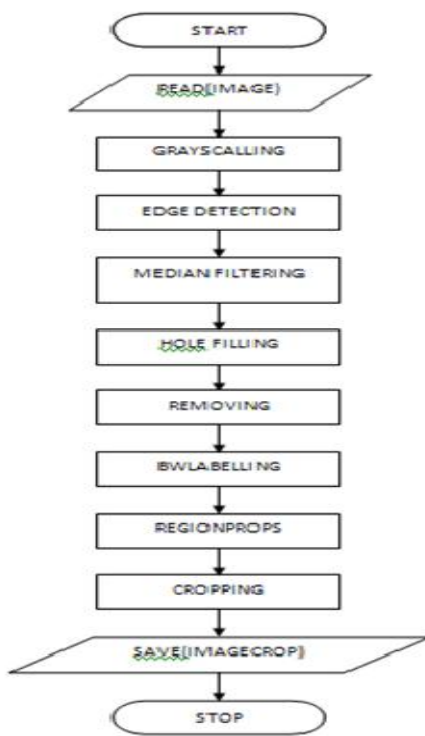 START
READ(IMAGE)
GRAYSCALLING
EDGE DETECTION
MEDIAN FILTERING
HOLE FILLING
REMOVING
BWLABELLING
REGIONPROPS
CROPPING
SAVE(IMAGECROP)
STOP